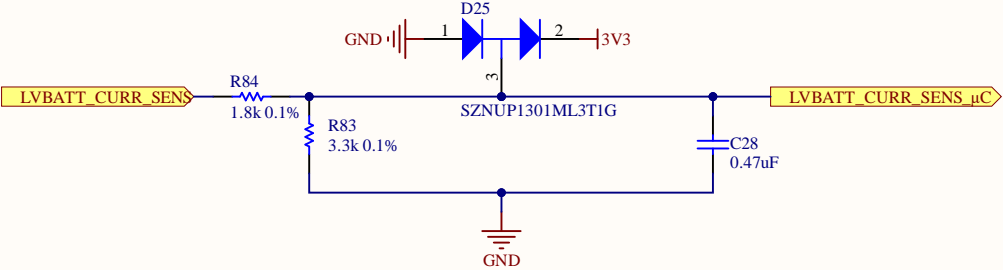 D25
GND
1
2
3V3
3
LVBATT_CURR_SENS
R84
1.8k 0.1%
SZNUP1301ML3T1G
LVBATT_CURR_SENS_µC
R83
3.3k 0.1%
C28
0.47uF
GND